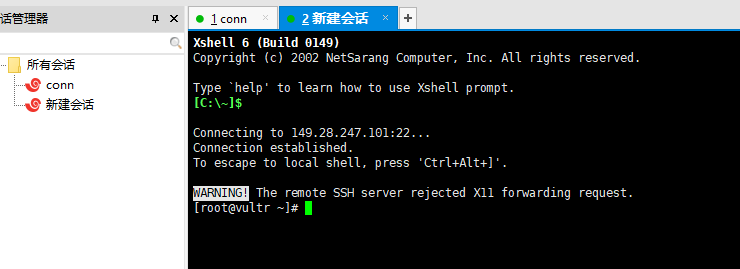 话管理器
所有会话
conn
新建会话
1 conn
2 新建会话
Xshell 6 (Build 0149)
Copyright (c) 2002 NetSarang Computer, Inc. All rights reserved.
Type `help' to learn how to use Xshell prompt.
[C:\~]$
Connecting to 149.28.247.101:22...
Connection established.
To escape to local shell, press 'Ctrl+Alt+]'.
WARNING! The remote SSH server rejected X11 forwarding request.
[root@vultr ~]#